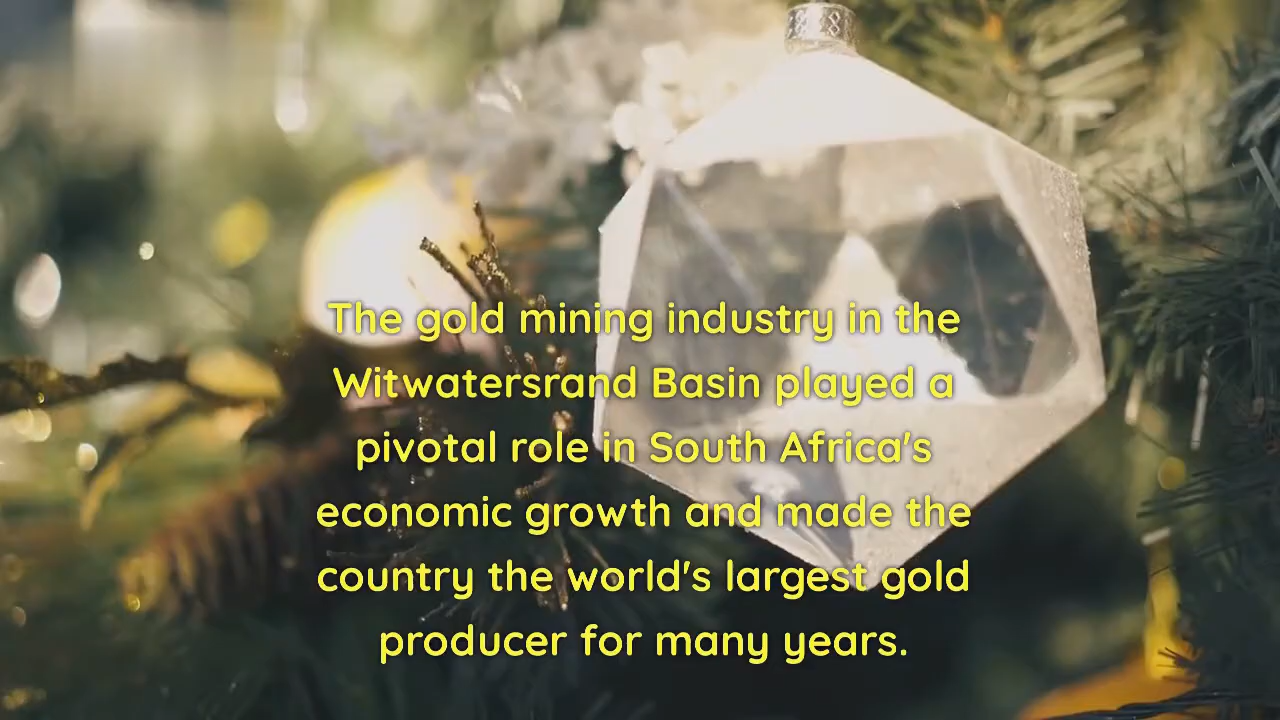 The gold mining industry in the
Witwatersrand Basin played a
pivotal role in South Africa's
economic growth and made the
country the world's largest gold
producer for many years.